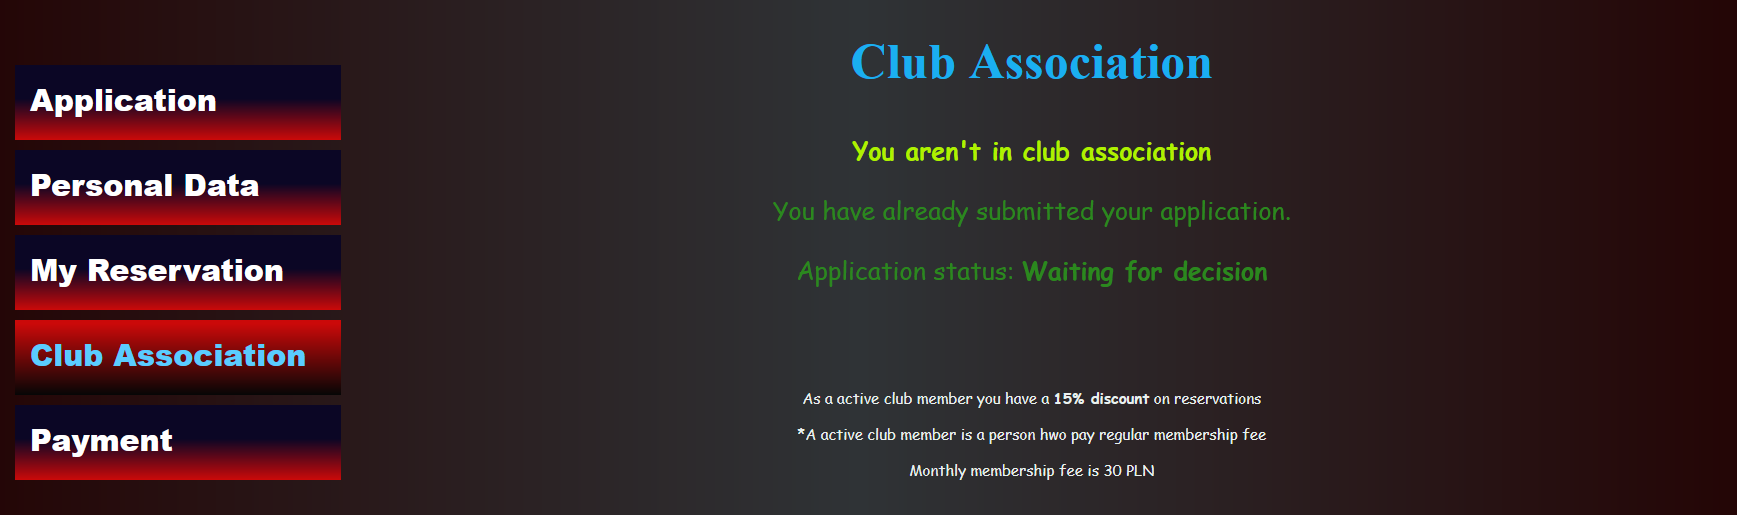 Application
Personal Data
My Reservation
Club Association
Payment
Club Association
You aren't in club association
You have already submitted your application.
Application status: Waiting for decision
As a active club member you have a 15% discount on reservations
*A active club member is a person hwo pay regular membership fee
Monthly membership fee is 30 PLN